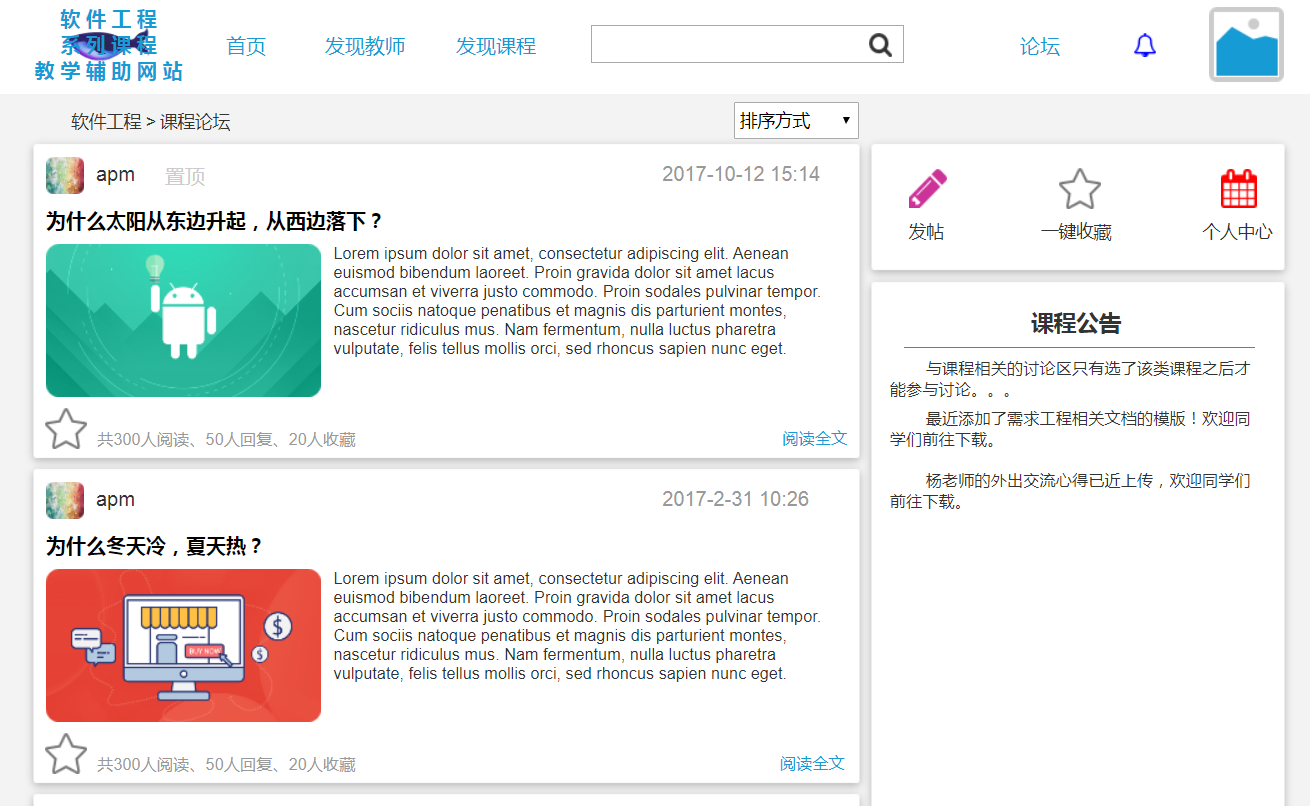 软件工程
系列课程
教学辅助网站
首页
发现教师
发现课程
论坛
软件工程 > 课程论坛
排序方式
apm
置顶
2017-10-12 15:14
为什么太阳从东边升起，从西边落下？
Lorem ipsum dolor sit amet, consectetur adipiscing elit. Aenean
euismod bibendum laoreet. Proin gravida dolor sit amet lacus
accumsan et viverra justo commodo. Proin sodales pulvinar tempor.
Cum sociis natoque penatibus et magnis dis parturient montes,
nascetur ridiculus mus. Nam fermentum, nulla luctus pharetra
vulputate, felis tellus mollis orci, sed rhoncus sapien nunc eget.
共300人阅读、50人回复、20人收藏
阅读全文
apm
2017-2-31 10:26
为什么冬天冷，夏天热？
BUY NOW
Lorem ipsum dolor sit amet, consectetur adipiscing elit. Aenean
euismod bibendum laoreet. Proin gravida dolor sit amet lacus
accumsan et viverra justo commodo. Proin sodales pulvinar tempor.
Cum sociis natoque penatibus et magnis dis parturient montes,
nascetur ridiculus mus. Nam fermentum, nulla luctus pharetra
vulputate, felis tellus mollis orci, sed rhoncus sapien nunc eget.
共300人阅读、50人回复、20人收藏
阅读全文
发帖
一键收藏
个人中心
课程公告
与课程相关的讨论区只有选了该类课程之后才
能参与讨论。。。
最近添加了需求工程相关文档的模版！欢迎同
学们前往下载。
杨老师的外出交流心得已近上传，欢迎同学们
前往下载。